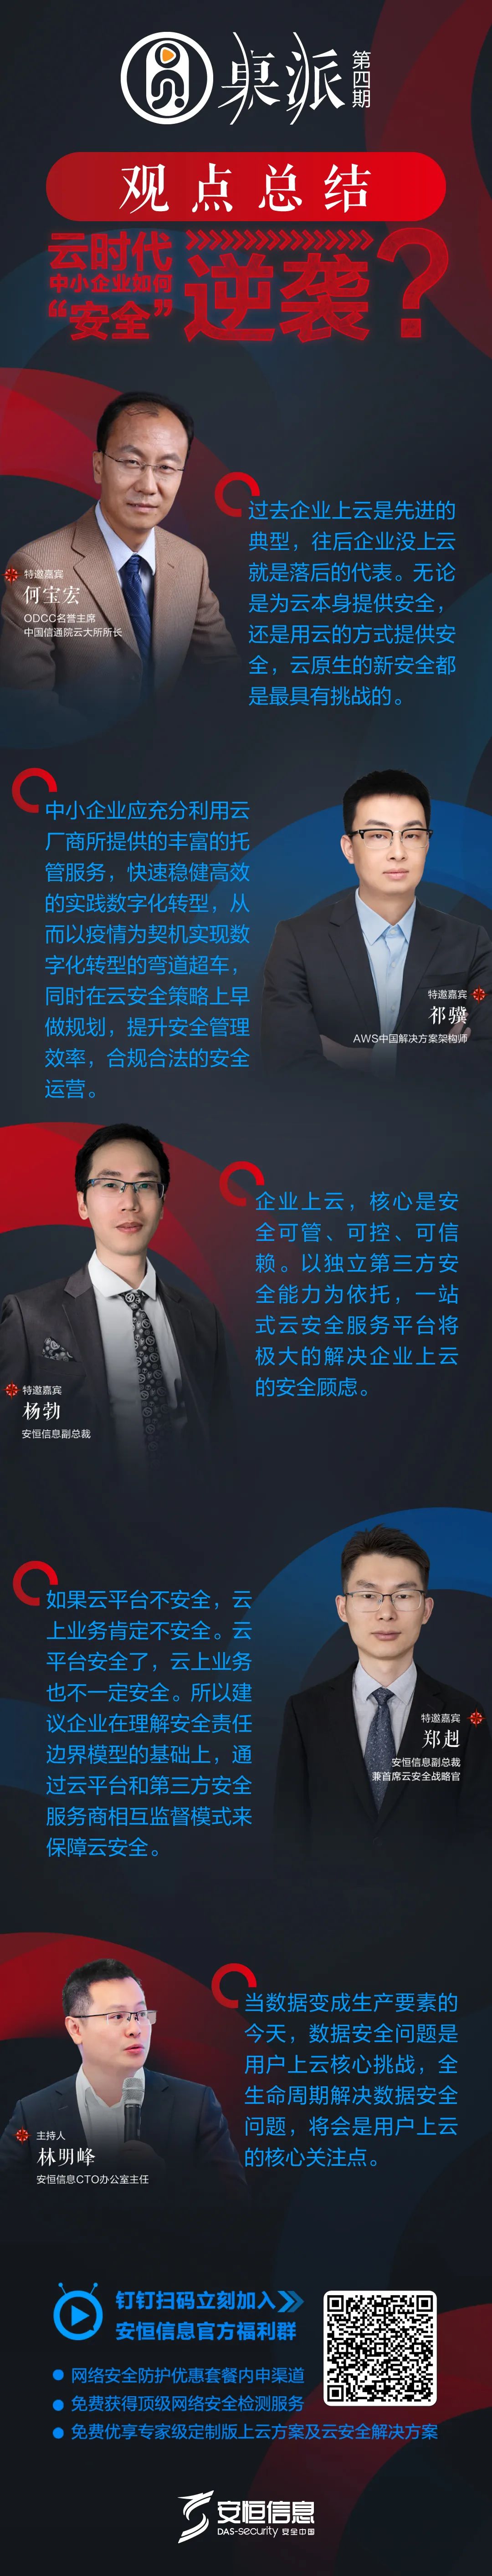 圆桌派
第四期
观点总结
云时代
中小企业如何
“安全”
逆袭？
过去企业上云是先进的
典型，往后企业没上云
就是落后的代表。无论
是为云本身提供安全，
还是用云的方式提供安
全，云原生的新安全都
是最具有挑战的。
特邀嘉宾
何宝宏
ODCC名誉主席
中国信通院云大所所长
中小企业应充分利用云
厂商所提供的丰富的托
管服务，快速稳健高效
的实践数字化转型，从
而以疫情为契机实现数
字化转型的弯道超车，
同时在云安全策略上早
做规划，提升安全管理
效率，合规合法的安全
运营。
特邀嘉宾
祁骥
AWS中国解决方案架构师
企业上云，核心是安
全可管、可控、可信
赖。以独立第三方安
全能力为依托，一站
式云安全服务平台将
极大的解决企业上云
的安全顾虑。
特邀嘉宾
杨勃
安恒信息副总裁
如果云平台不安全，云
上业务肯定不安全。云
平台安全了，云上业务
也不一定安全。所以建
议企业在理解安全责任
边界模型的基础上，通
过云平台和第三方安全
服务商相互监督模式来
保障云安全。
特邀嘉宾
郑赳
安恒信息副总裁
兼首席云安全战略官
当数据变成生产要素的
今天，数据安全问题是
用户上云核心挑战，全
生命周期解决数据安全
问题，将会是用户上云
的核心关注点。
主持人
林明峰
安恒信息CTO办公室主任
钉钉扫码立刻加入
安恒信息官方福利群
网络安全防护优惠套餐内申渠道
免费获得顶级网络安全检测服务
免费优享专家级定制版上云方案及云安全解决方案
安恒信息
DAS-security 安全中国